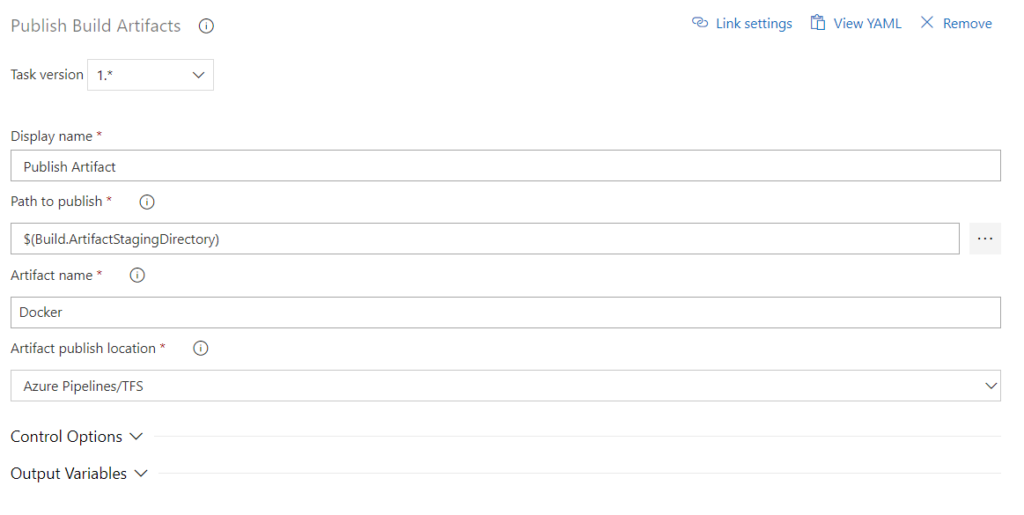 Publish Build Artifacts
Link settings View YAML Remove
Task version 1.*
Display name *
Publish Artifact
Path to publish *
$(Build.ArtifactStagingDirectory)
Artifact name *
Docker
Artifact publish location *
Azure Pipelines/TFS
Control Options
Output Variables